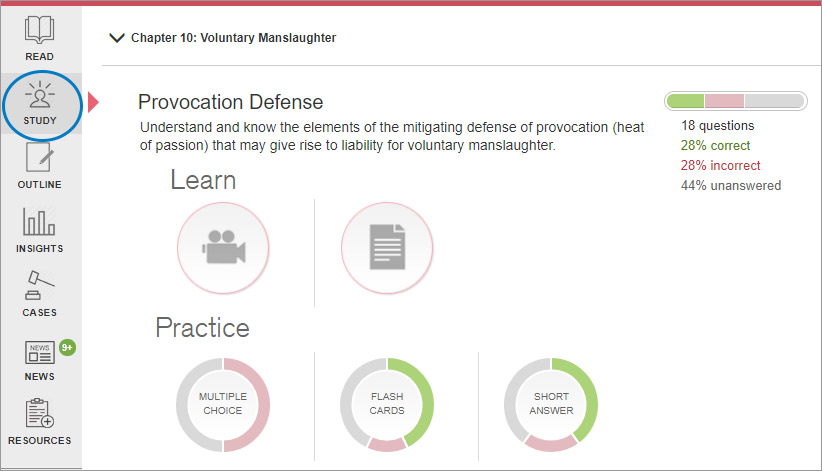 READ
STUDY
OUTLINE
INSIGHTS
CASES
NEWS
9+
NEWS
RESOURCES
Chapter 10: Voluntary Manslaughter
Provocation Defense
Understand and know the elements of the mitigating defense of provocation (heat
of passion) that may give rise to liability for voluntary manslaughter.
18 questions
28% correct
28% incorrect
44% unanswered
Learn
Practice
MULTIPLE
CHOICE
FLASH
CARDS
SHORT
ANSWER